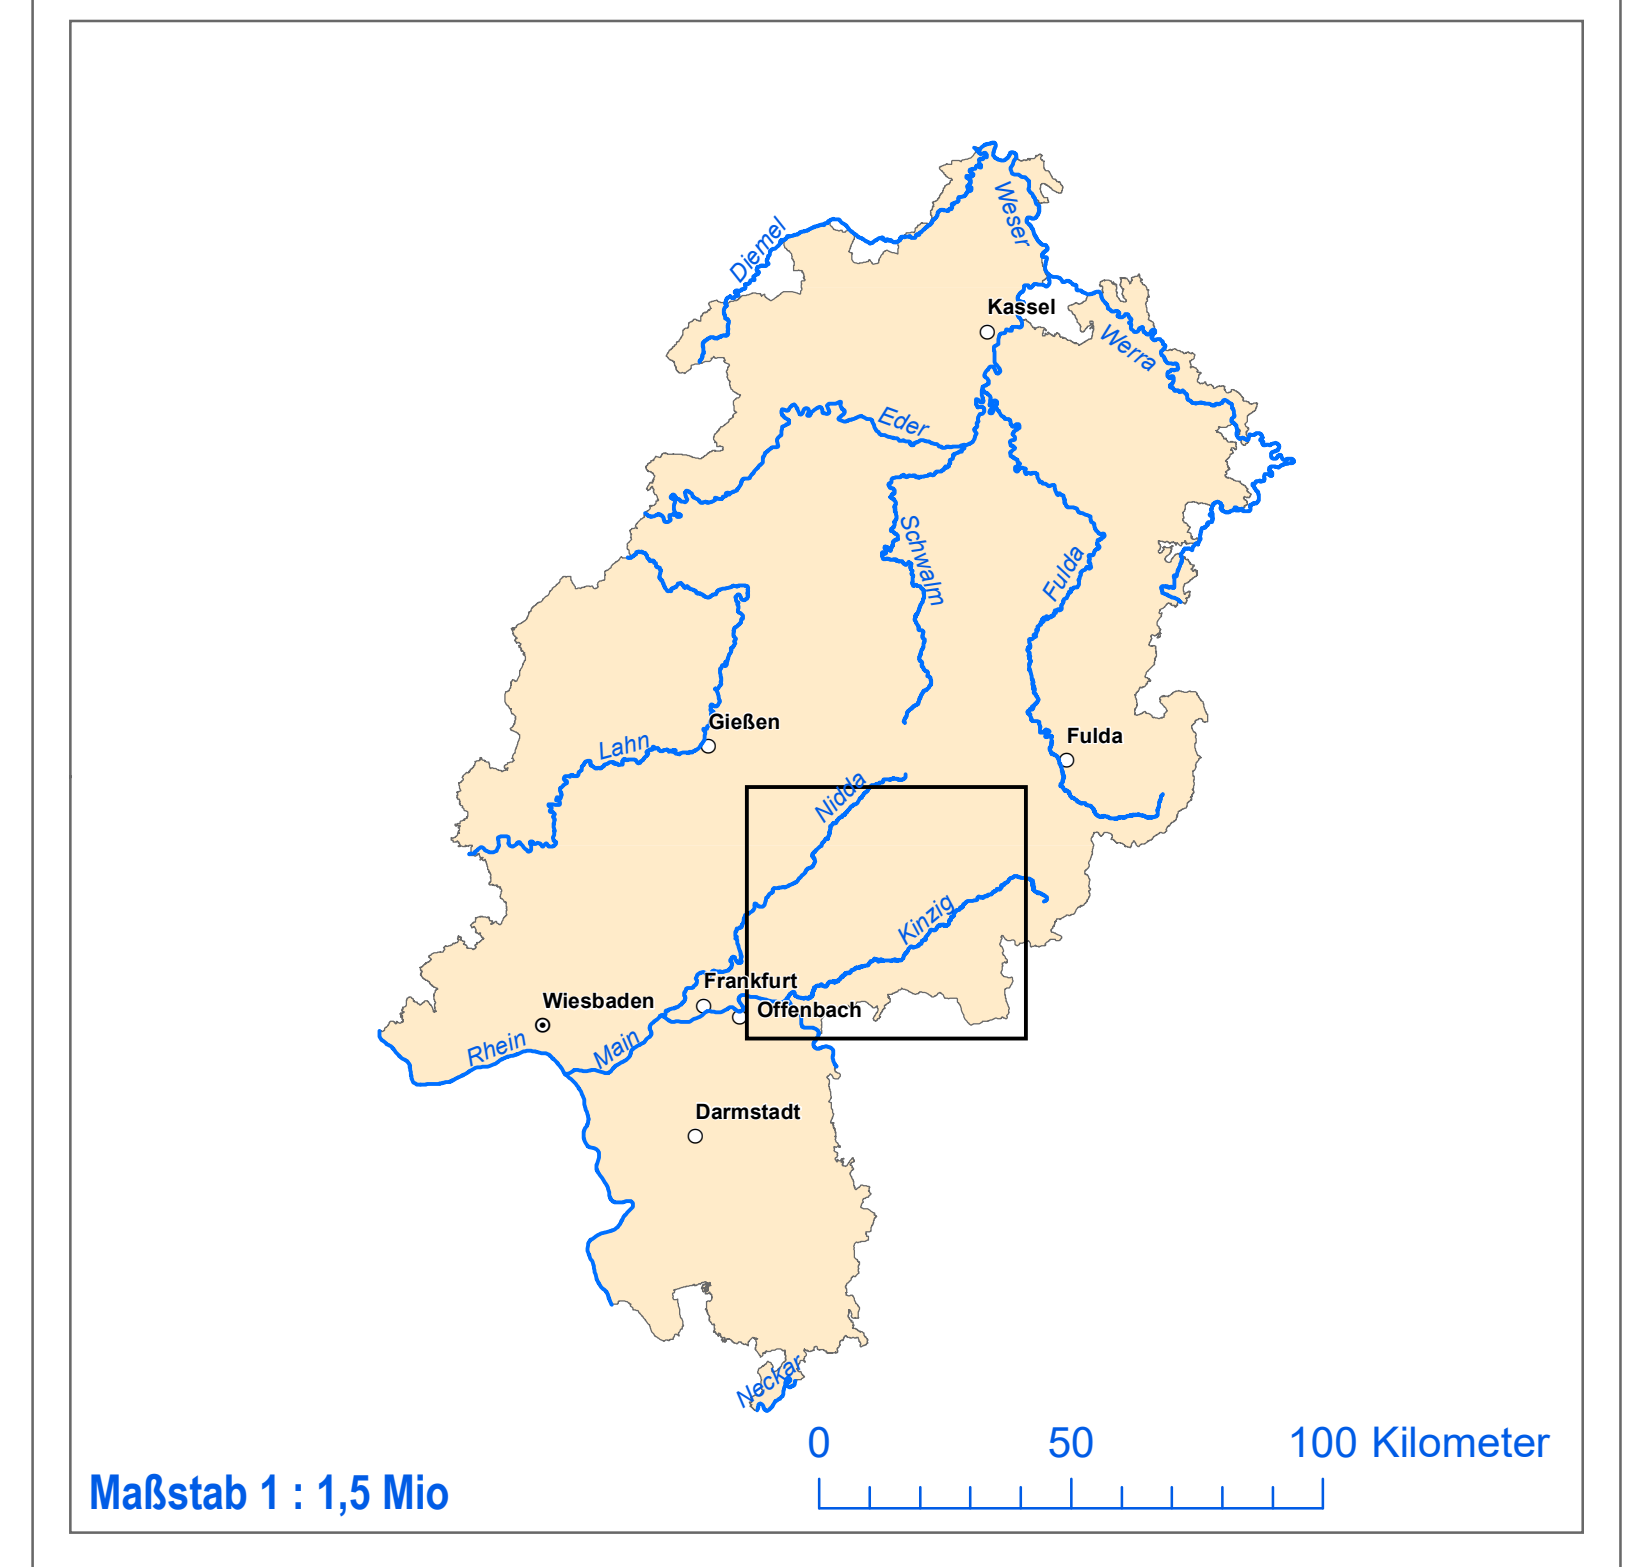 Weser
Diemel
Kassel
Werra
Eder
Schwalm
Fulda
Gießen
Fulda
Lahn
Nidda
Kinzig
Frankfurt
Wiesbaden
Offenbach
Rhein
Main
Darmstadt
Neckar
0 50 100 Kilometer
Maßstab 1 : 1,5 Mio